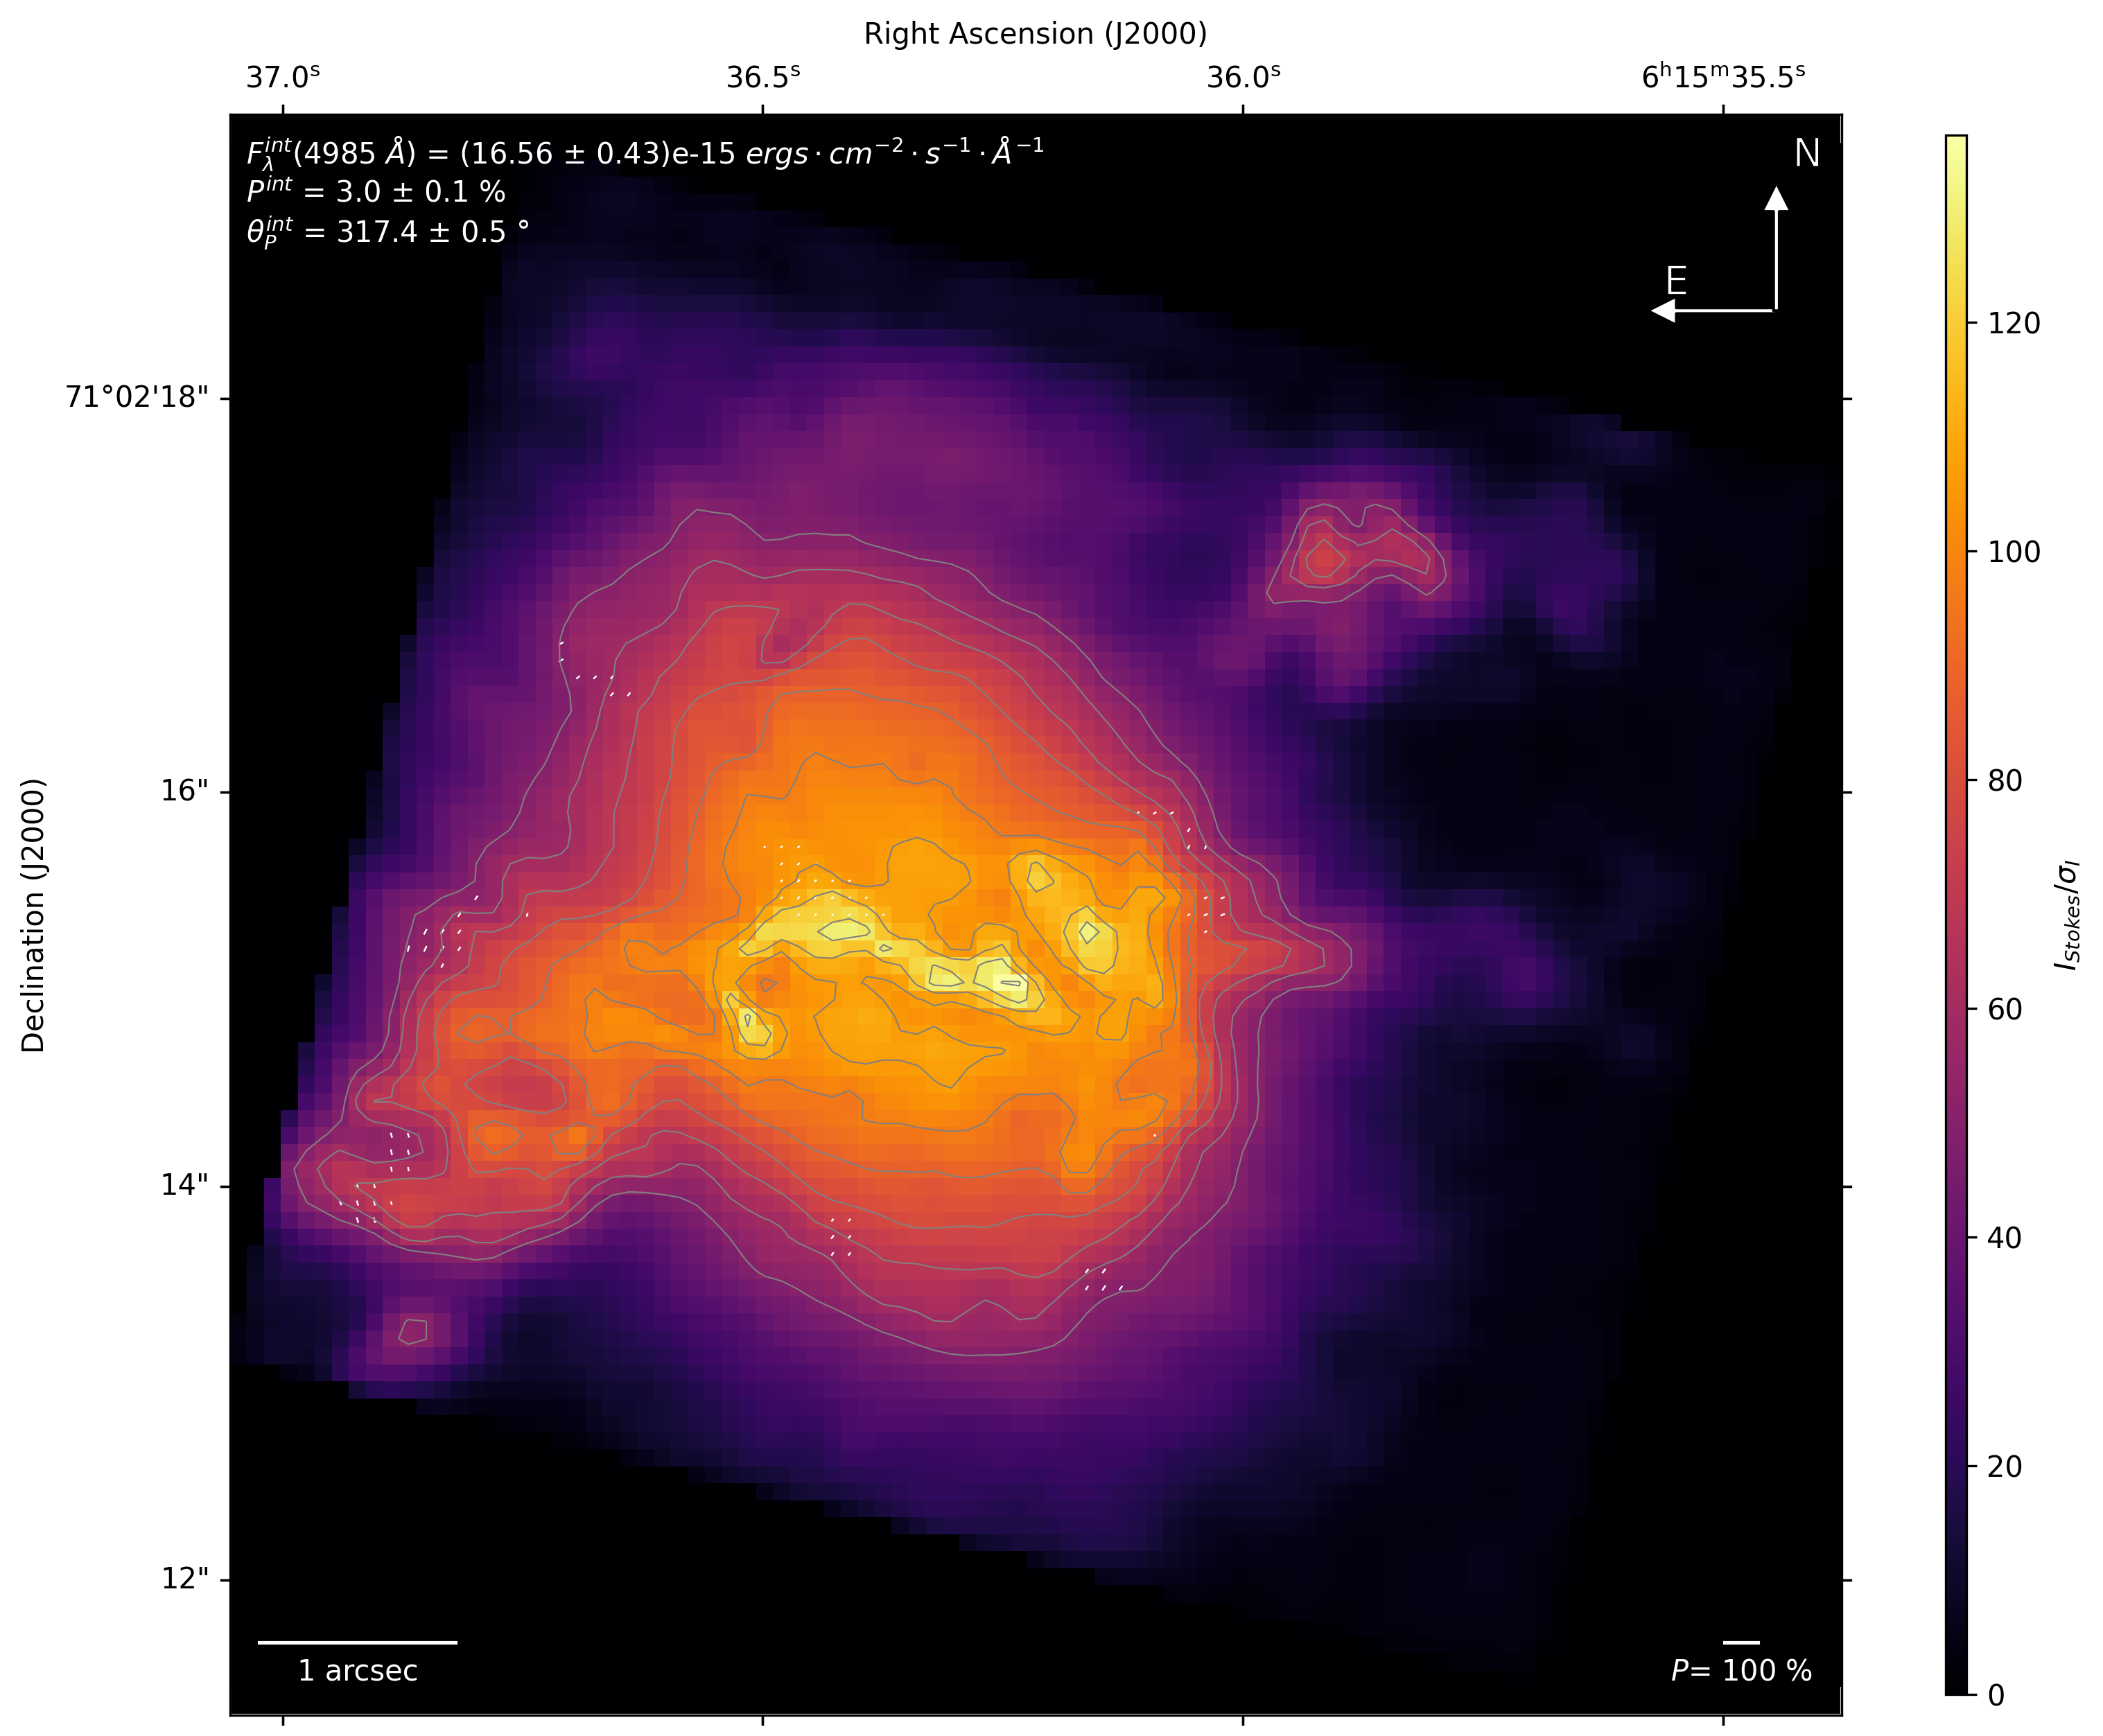 Right Ascension (J2000)
37.0ˢ 36.5ˢ 36.0ˢ 6ʰ15ᵐ35.5ˢ
F_λ^int(4985 Å) = (16.56 ± 0.43)e-15 ergs · cm⁻² · s⁻¹ · Å⁻¹
P^int = 3.0 ± 0.1 %
θ_P^int = 317.4 ± 0.5 °
N
E
71°02'18"
16"
14"
12"
Declination (J2000)
1 arcsec
P= 100 %
120
100
80
60
40
20
0
I_Stokes/σ_I